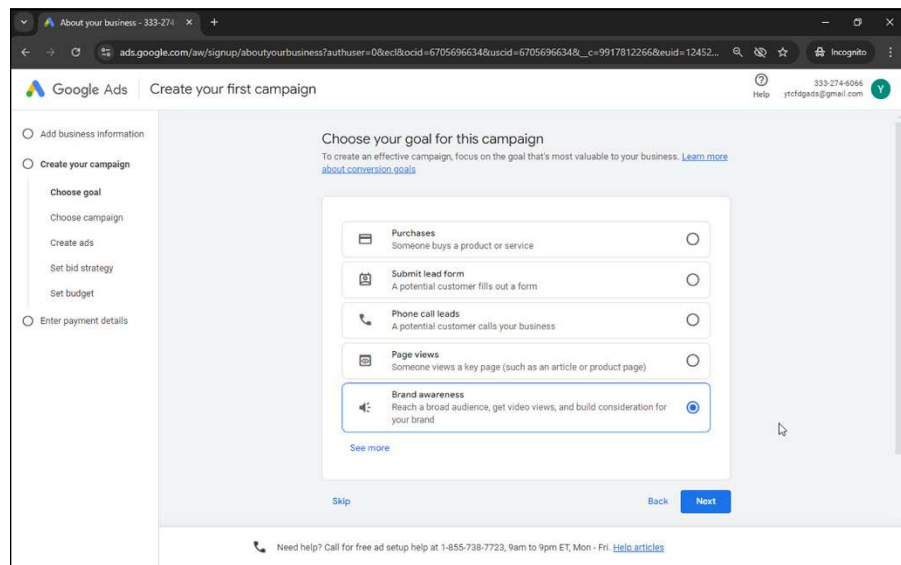 About your business - 333-274
ads.google.com/aw/signup/aboutyourbusiness?authuser=0&ecl&ocid=6705696634&uscid=6705696634&__c=9917812266&euid=12452...
Incognito
Google Ads
Create your first campaign
Help
333-274-6066
ytcfdgads@gmail.com
Y
Add business information
Create your campaign
Choose goal
Choose campaign
Create ads
Set bid strategy
Set budget
Enter payment details
Choose your goal for this campaign
To create an effective campaign, focus on the goal that's most valuable to your business. Learn more
about conversion goals
Purchases
Someone buys a product or service
Submit lead form
A potential customer fills out a form
Phone call leads
A potential customer calls your business
Page views
Someone views a key page (such as an article or product page)
Brand awareness
Reach a broad audience, get video views, and build consideration for
your brand
See more
Skip
Back
Next
Need help? Call for free ad setup help at 1-855-738-7723, 9am to 9pm ET, Mon - Fri. Help articles